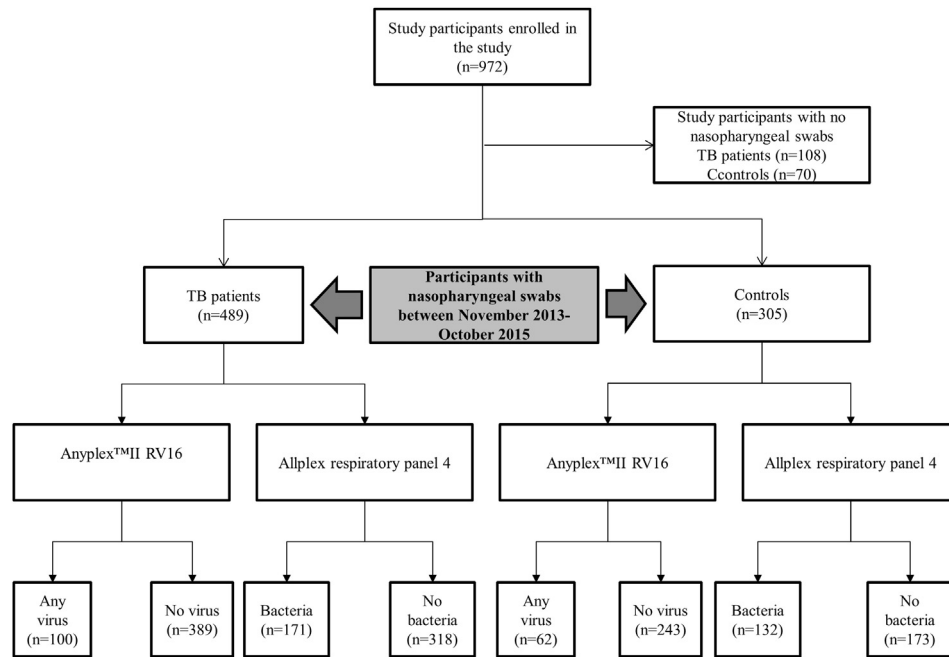 Study participants enrolled in
the study
(n=972)
Study participants with no
nasopharyngeal swabs
TB patients (n=108)
Ccontrols (n=70)
TB patients
(n=489)
Participants with
nasopharyngeal swabs
between November 2013-
October 2015
Controls
(n=305)
Anyplex™II RV16
Allplex respiratory panel 4
Anyplex™II RV16
Allplex respiratory panel 4
Any
virus
(n=100)
No virus
(n=389)
Bacteria
(n=171)
No
bacteria
(n=318)
Any
virus
(n=62)
No virus
(n=243)
Bacteria
(n=132)
No
bacteria
(n=173)